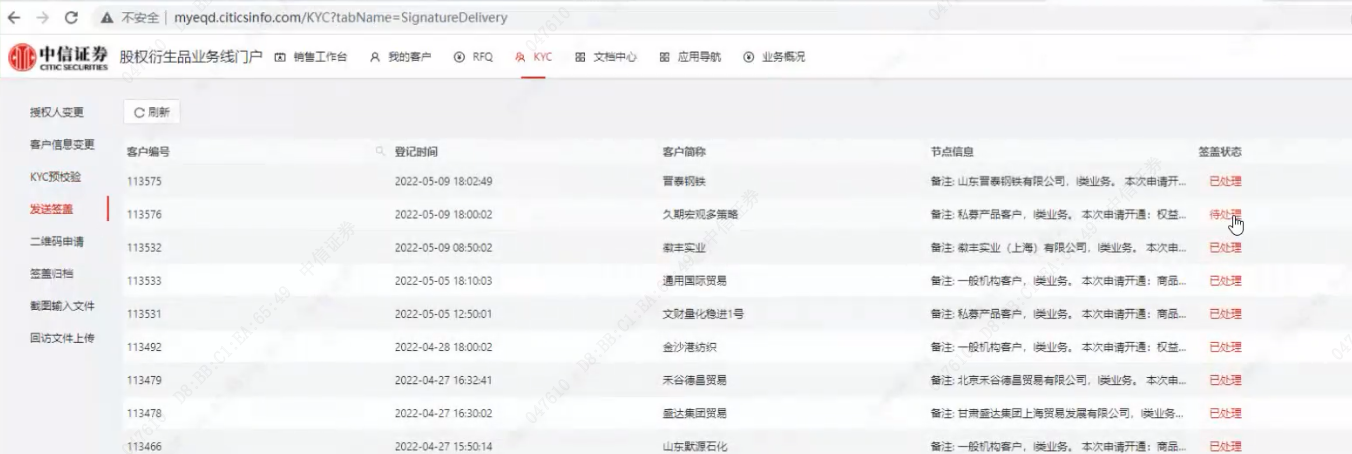 不安全 myeqd.citicsinfo.com/KYC?tabName=SignatureDelivery
中信证券 CITIC SECURITIES 股权衍生品业务线门户 销售工作台 我的客户 RFQ KYC 文档中心 应用导航 业务概况
授权人变更
客户信息变更
KYC预校验
发送签盖
二维码申请
签盖归档
截图输入文件
回访文件上传
刷新
客户编号 登记时间 客户简称 节点信息 签盖状态
113575 2022-05-09 18:02:49 晋泰钢铁 备注: 山东晋泰钢铁有限公司，I类业务。 本次申请开... 已处理
113576 2022-05-09 18:00:02 久期宏观多策略 备注: 私募产品客户，I类业务。 本次申请开通：权益... 待处理
113532 2022-05-09 08:50:02 徽丰实业 备注: 徽丰实业（上海）有限公司，I类业务。 本次申... 已处理
113533 2022-05-05 18:10:03 通用国际贸易 备注: 一般机构客户，I类业务。 本次申请开通：商品... 已处理
113531 2022-05-05 12:50:01 文财量化稳进1号 备注: 私募产品客户，I类业务。 本次申请开通：商品... 已处理
113492 2022-04-28 18:00:02 金沙港纺织 备注: 一般机构客户，I类业务。 本次申请开通：权益... 已处理
113479 2022-04-27 16:32:41 禾谷德昌贸易 备注: 北京禾谷德昌贸易有限公司，I类业务。 本次申... 已处理
113478 2022-04-27 16:30:02 盛达集团贸易 备注: 甘肃盛达集团上海贸易发展有限公司，I类业务... 已处理
113466 2022-04-27 15:50:14 山东默源石化 备注: 一般机构客户，I类业务。 本次申请开通：商品... 已处理